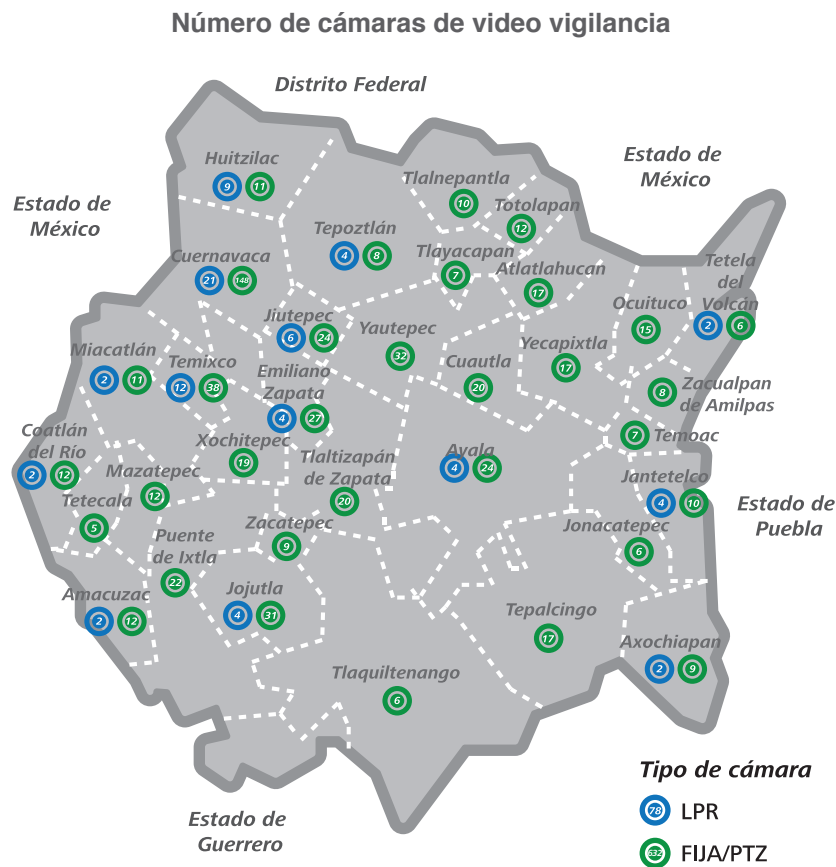 Número de cámaras de video vigilancia
Distrito Federal
Estado de
México
Estado de
México
Huitzilac
9 11
Tlalnepantla
10
Totolapan
12
Tepoztlán
4 8
Cuernavaca
21 148
Tlayacapan
7
Atlatlahucan
17
Tetela
del
Volcán
2 6
Ocuituco
15
Jiutepec
6 24
Yautepec
32
Yecapixtla
17
Cuautla
20
Miacatlán
2 11
Temixco
12 38
Emiliano
Zapata
4 27
Zacualpan
de Amilpas
8
Temoac
7
Xochitepec
19
Tlaltizapán
de Zapata
20
Ayala
4 24
Coatlán
del Río
2 12
Mazatepec
12
Jantetelco
4 10
Estado de
Puebla
Tetecala
5
Puente
de Ixtla
22
Zacatepec
9
Jonacatepec
6
Amacuzac
2 12
Jojutla
4 31
Tepalcingo
17
Axochiapan
2 9
Tlaquiltenango
6
Estado de
Guerrero
Tipo de cámara
78 LPR
632 FIJA/PTZ